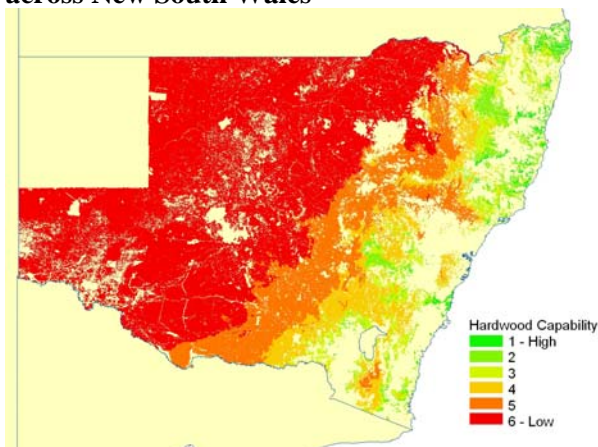 across New South Wales
Hardwood Capability
1 - High
2
3
4
5
6 - Low